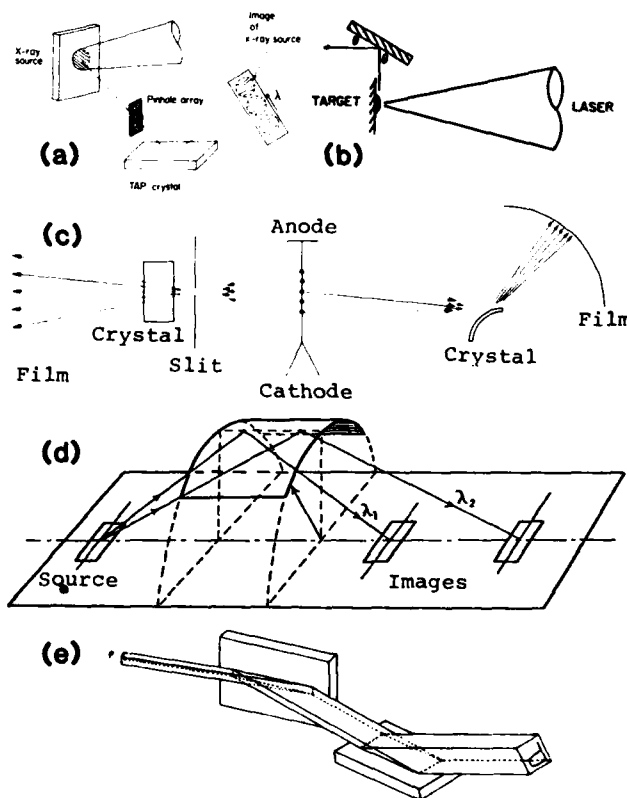 X-ray
source
Image
of
x-ray source
λ
Pinhole array
TAP crystal
(a)
TARGET
LASER
(b)
(c)
Anode
Crystal
Slit
Film
Cathode
Crystal
Film
(d)
λ1
λ2
Source
Images
(e)